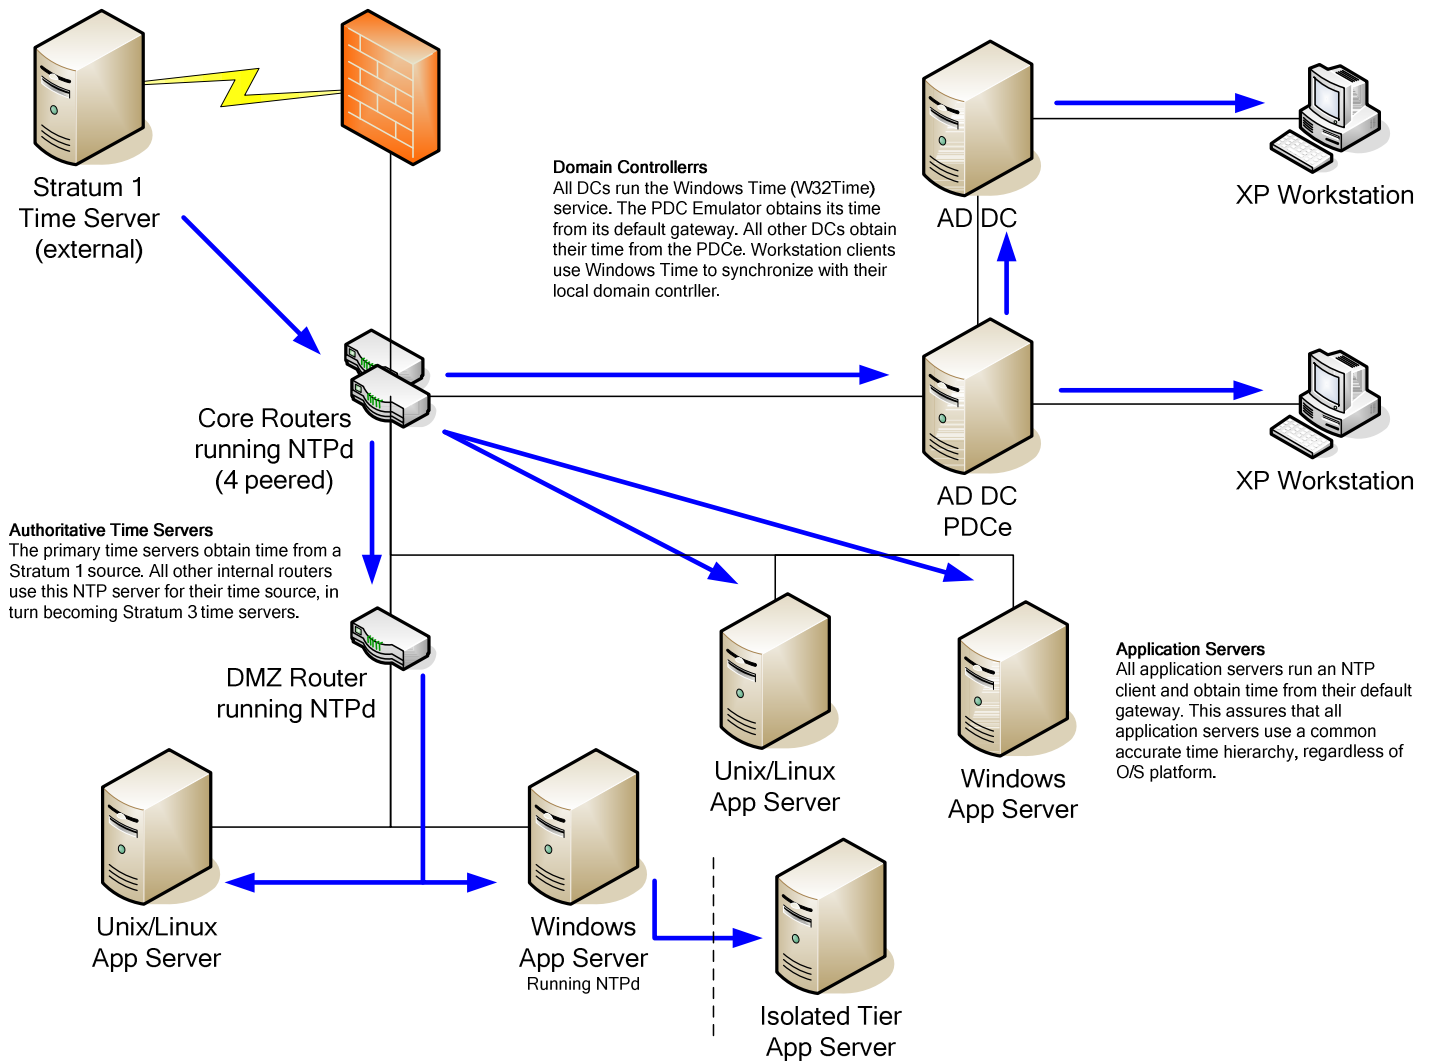 Stratum 1
Time Server
(external)
Domain Controllerrs
All DCs run the Windows Time (W32Time)
service. The PDC Emulator obtains its time
from its default gateway. All other DCs obtain
their time from the PDCe. Workstation clients
use Windows Time to synchronize with their
local domain contrller.
AD DC
XP Workstation
Core Routers
running NTPd
(4 peered)
AD DC
PDCe
XP Workstation
Authoritative Time Servers
The primary time servers obtain time from a
Stratum 1 source. All other internal routers
use this NTP server for their time source, in
turn becoming Stratum 3 time servers.
DMZ Router
running NTPd
Unix/Linux
App Server
Windows
App Server
Application Servers
All application servers run an NTP
client and obtain time from their default
gateway. This assures that all
application servers use a common
accurate time hierarchy, regardless of
O/S platform.
Unix/Linux
App Server
Windows
App Server
Running NTPd
Isolated Tier
App Server